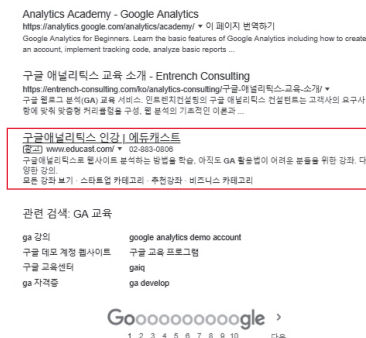 Analytics Academy - Google Analytics
https://analytics.google.com/analytics/academy/ ▾ 이 페이지 번역하기
Google Analytics for Beginners. Learn the basic features of Google Analytics including how to create
an account, implement tracking code, analyze basic reports ...
구글 애널리틱스 교육 소개 - Entrench Consulting
https://entrench-consulting.com/ko/analytics-consulting/구글-애널리틱스-교육-소개/ ▾
구글 웹로그 분석(GA) 교육 서비스. 인트렌치컨설팅의 구글 애널리틱스 컨설턴트는 고객사의 요구사
항에 맞춰 맞춤형 커리큘럼을 구성, 웹 분석의 기초적인 이론과 ...
구글애널리틱스 인강 | 에듀캐스트
광고 www.educast.com/ ▾ 02-883-0806
구글애널리틱스로 웹사이트 분석하는 방법을 학습, 아직도 GA 활용법이 어려운 분들을 위한 강좌. 다
양한 강의.
모든 강좌 보기 · 스타트업 카테고리 · 추천강좌 · 비즈니스 카테고리
관련 검색: GA 교육
ga 강의 google analytics demo account
구글 데모 계정 웹사이트 구글 교육 프로그램
구글 교육센터 gaiq
ga 자격증 ga develop
Gooooooooogle >
1 2 3 4 5 6 7 8 9 10 다음